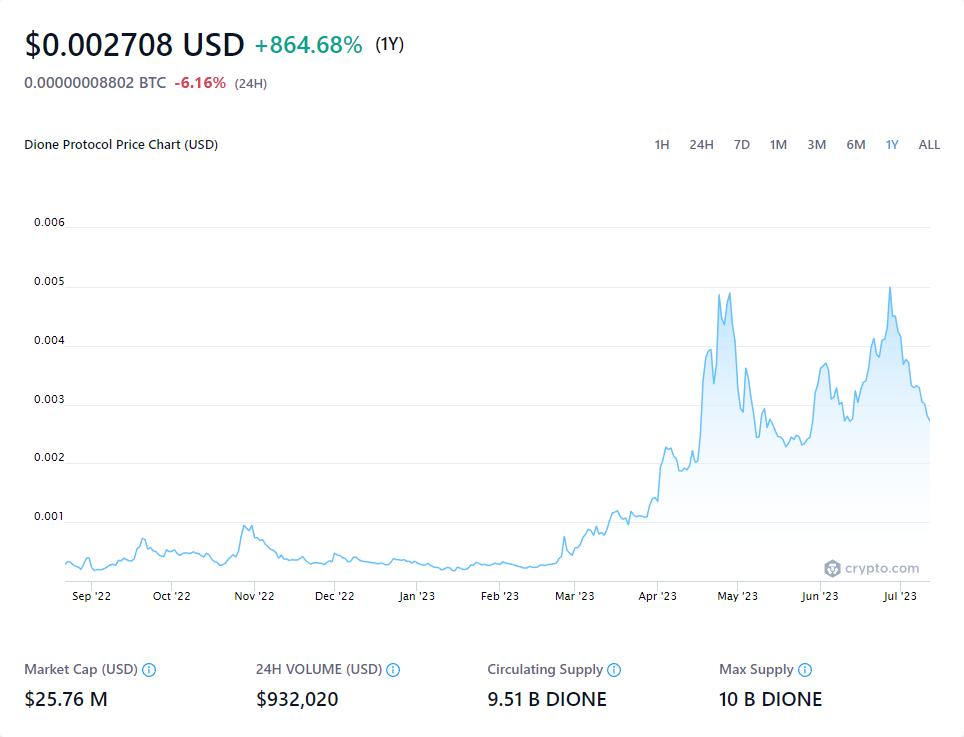 $0.002708 USD +864.68% (1Y)
0.00000008802 BTC -6.16% (24H)
Dione Protocol Price Chart (USD) 1H 24H 7D 1M 3M 6M 1Y ALL
0.006
0.005
0.004
0.003
0.002
0.001
crypto.com
Sep '22 Oct '22 Nov '22 Dec '22 Jan '23 Feb '23 Mar '23 Apr '23 May '23 Jun '23 Jul '23
Market Cap (USD) 24H VOLUME (USD) Circulating Supply Max Supply
$25.76 M $932,020 9.51 B DIONE 10 B DIONE